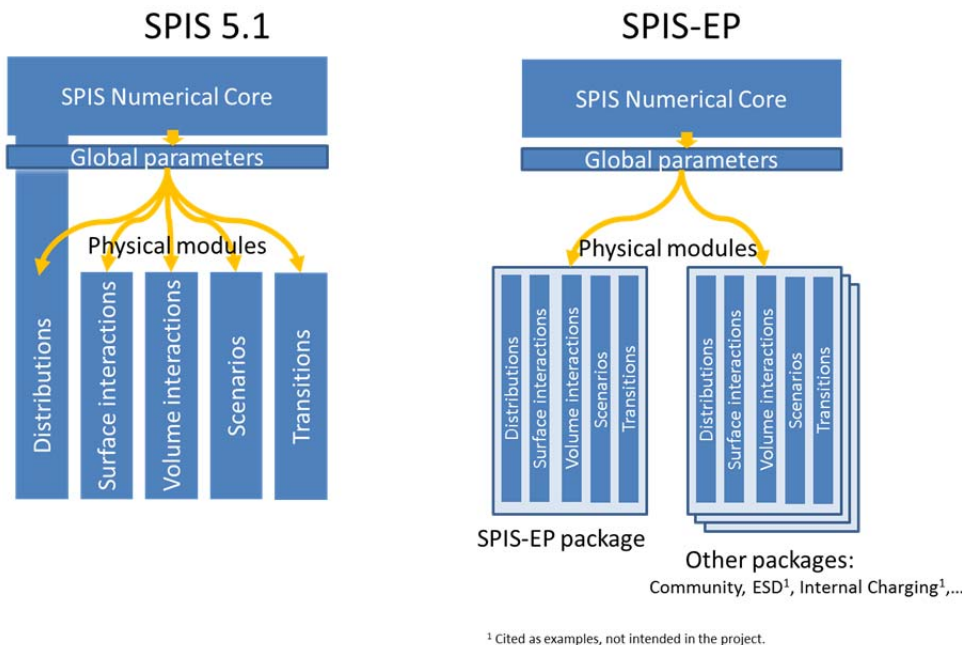 SPIS 5.1
SPIS Numerical Core
Global parameters
Physical modules
Distributions
Surface interactions
Volume interactions
Scenarios
Transitions
SPIS-EP
SPIS Numerical Core
Global parameters
Physical modules
Distributions
Surface interactions
Volume interactions
Scenarios
Transitions
SPIS-EP package
Distributions
Surface interactions
Volume interactions
Scenarios
Transitions
Other packages:
Community, ESD¹, Internal Charging¹,...
¹ Cited as examples, not intended in the project.